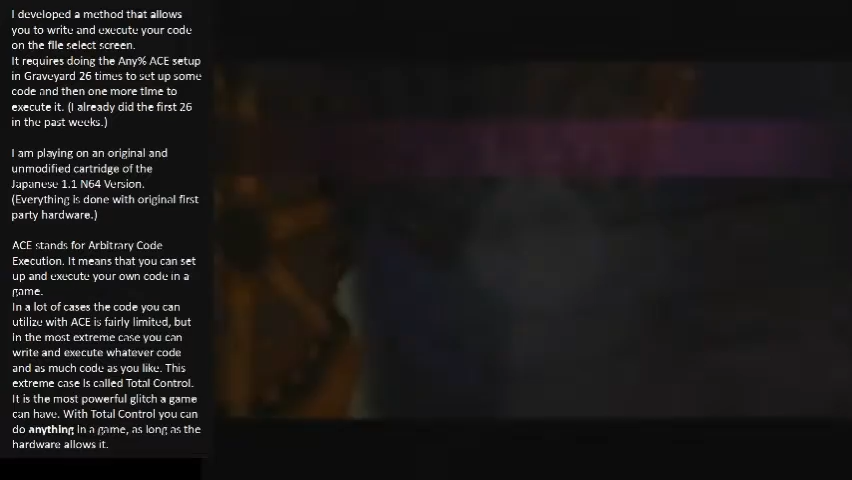 I developed a method that allows
you to write and execute your code
on the file select screen.
It requires doing the Any% ACE setup
in Graveyard 26 times to set up some
code and then one more time to
execute it. (I already did the first 26
in the past weeks.)
I am playing on an original and
unmodified cartridge of the
Japanese 1.1 N64 Version.
(Everything is done with original first
party hardware.)
ACE stands for Arbitrary Code
Execution. It means that you can set
up and execute your own code in a
game.
In a lot of cases the code you can
utilize with ACE is fairly limited, but
in the most extreme case you can
write and execute whatever code
and as much code as you like. This
extreme case is called Total Control.
It is the most powerful glitch a game
can have. With Total Control you can
do anything in a game, as long as the
hardware allows it.